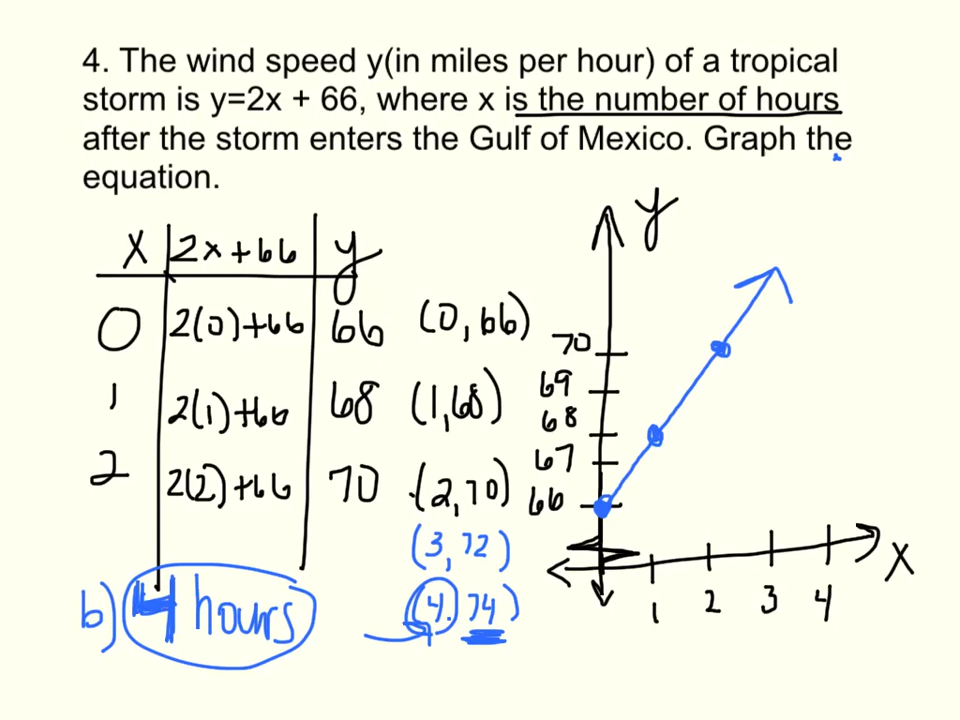 4. The wind speed y(in miles per hour) of a tropical
storm is y=2x + 66, where x is the number of hours
after the storm enters the Gulf of Mexico. Graph the
equation.
x 2x+66 y
0 2(0)+66 66 (0,66)
1 2(1)+66 68 (1,68)
2 2(2)+66 70 (2,70)
(3,72)
(4.74)
b) 4 hours
y
70
69
68
67
66
1 2 3 4 x